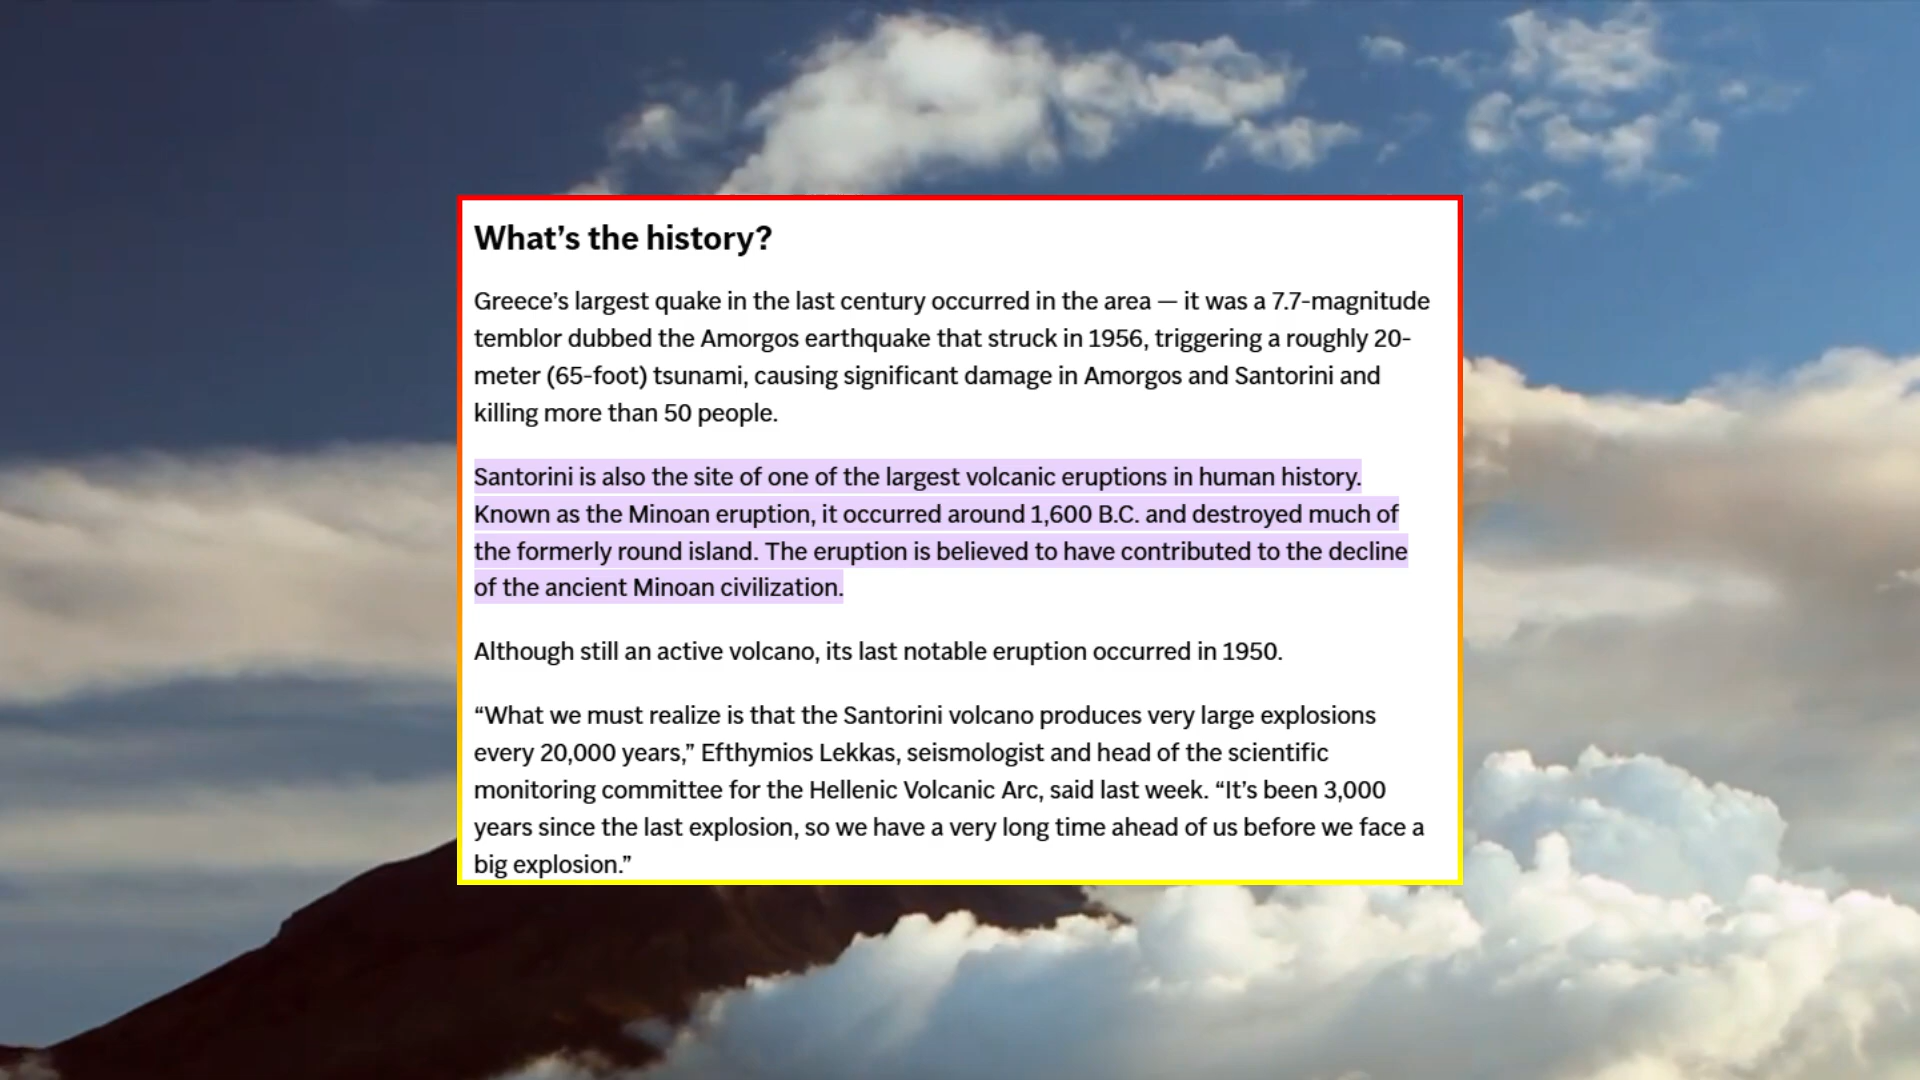 What’s the history?
Greece’s largest quake in the last century occurred in the area — it was a 7.7-magnitude
temblor dubbed the Amorgos earthquake that struck in 1956, triggering a roughly 20-
meter (65-foot) tsunami, causing significant damage in Amorgos and Santorini and
killing more than 50 people.
Santorini is also the site of one of the largest volcanic eruptions in human history.
Known as the Minoan eruption, it occurred around 1,600 B.C. and destroyed much of
the formerly round island. The eruption is believed to have contributed to the decline
of the ancient Minoan civilization.
Although still an active volcano, its last notable eruption occurred in 1950.
“What we must realize is that the Santorini volcano produces very large explosions
every 20,000 years,” Efthymios Lekkas, seismologist and head of the scientific
monitoring committee for the Hellenic Volcanic Arc, said last week. “It’s been 3,000
years since the last explosion, so we have a very long time ahead of us before we face a
big explosion.”